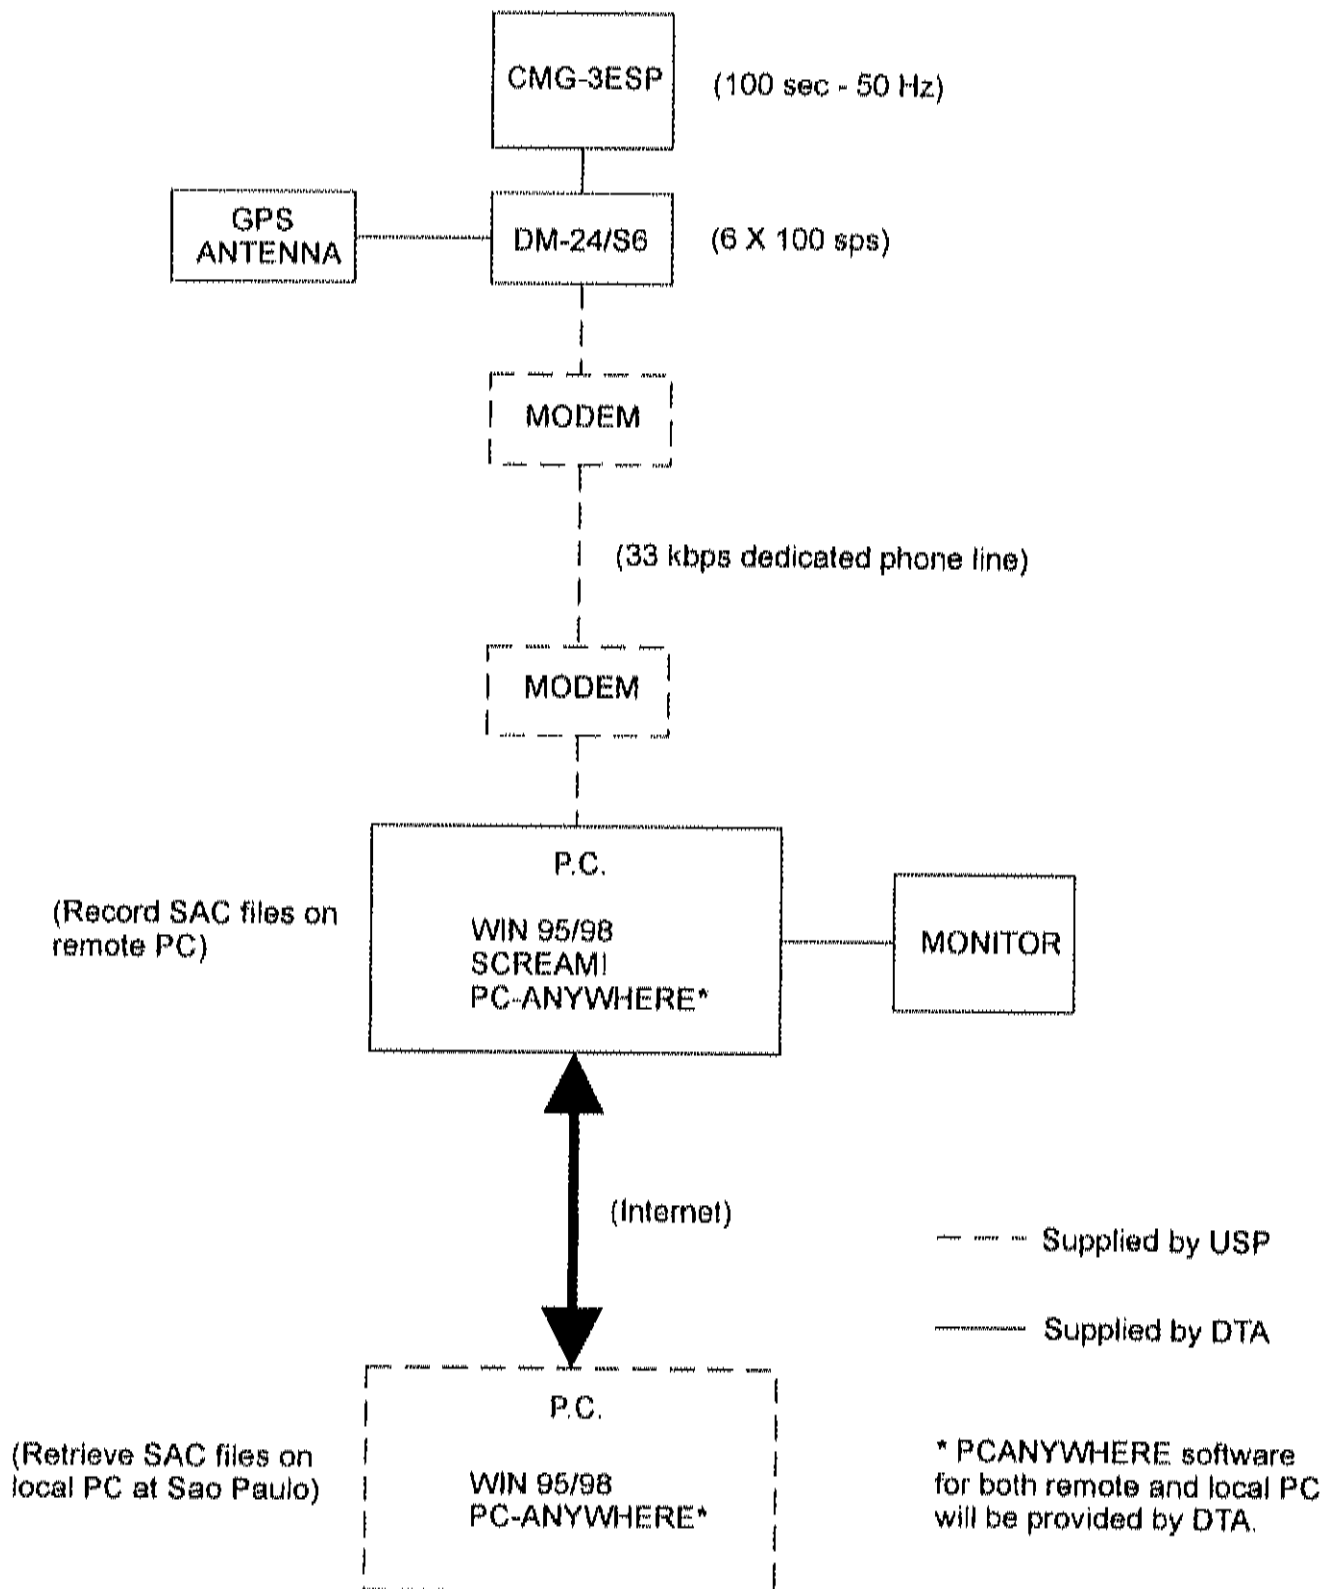 CMG-3ESP
(100 sec - 50 Hz)
GPS
ANTENNA
DM-24/S6
(6 X 100 sps)
MODEM
(33 kbps dedicated phone line)
MODEM
P.C.
(Record SAC files on
remote PC)
WIN 95/98
SCREAM!
PC-ANYWHERE*
MONITOR
(Internet)
Supplied by USP
Supplied by DTA
P.C.
(Retrieve SAC files on
local PC at Sao Paulo)
WIN 95/98
PC-ANYWHERE*
* PCANYWHERE software
for both remote and local PC
will be provided by DTA.